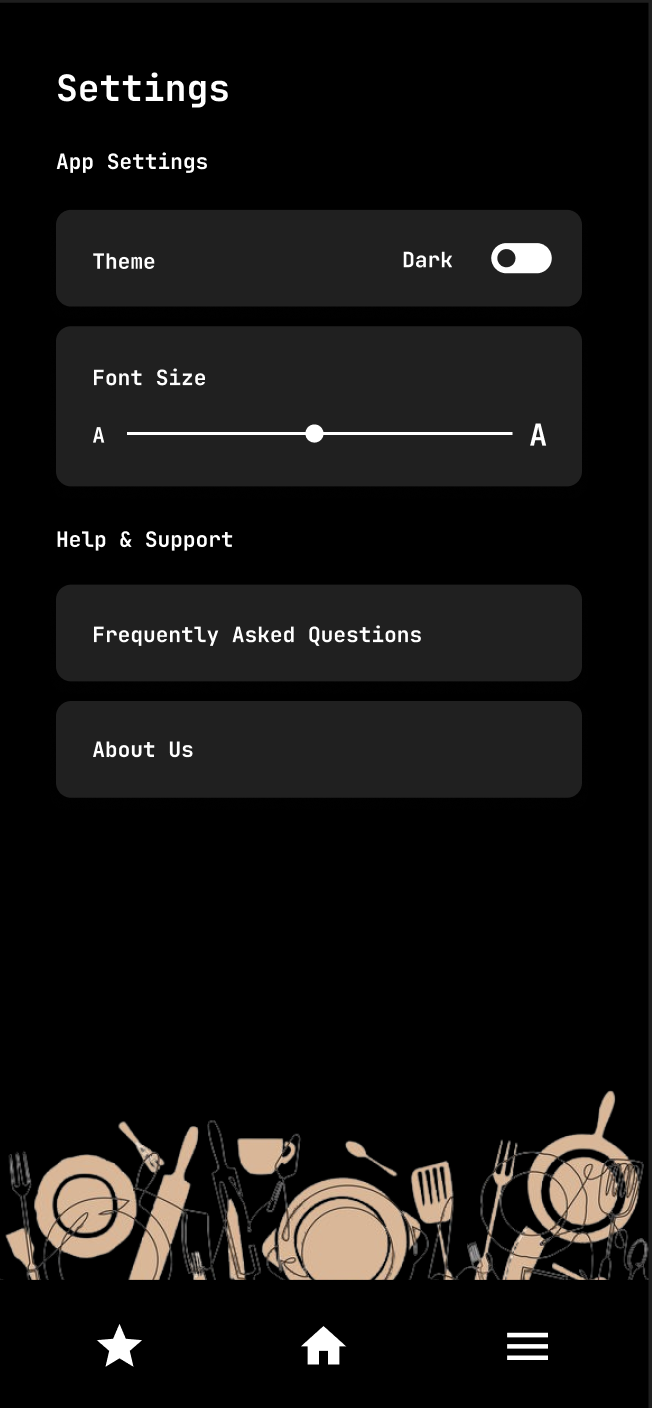 Settings
App Settings
Theme Dark
Font Size
A A
Help & Support
Frequently Asked Questions
About Us